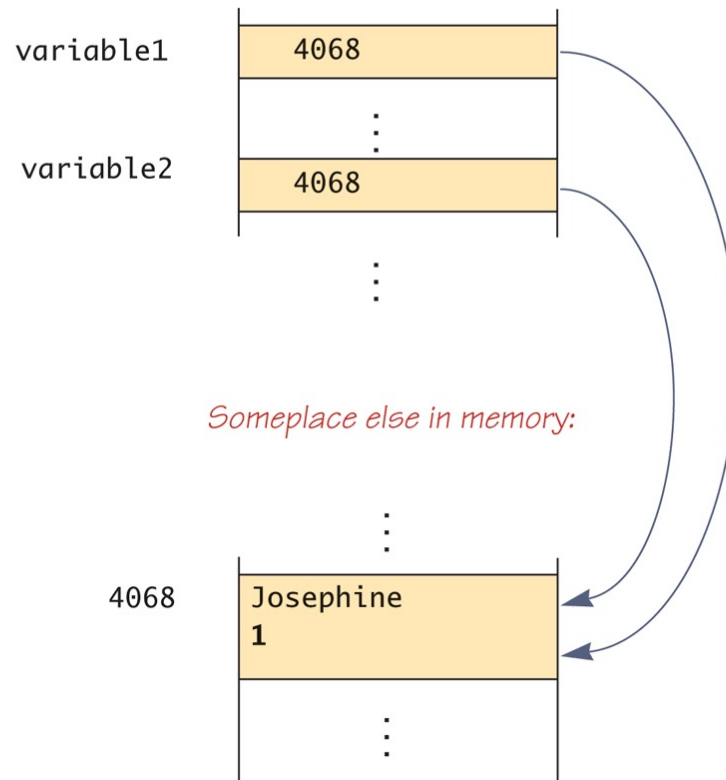 variable1
4068
variable2
4068
Someplace else in memory:
4068
Josephine
1